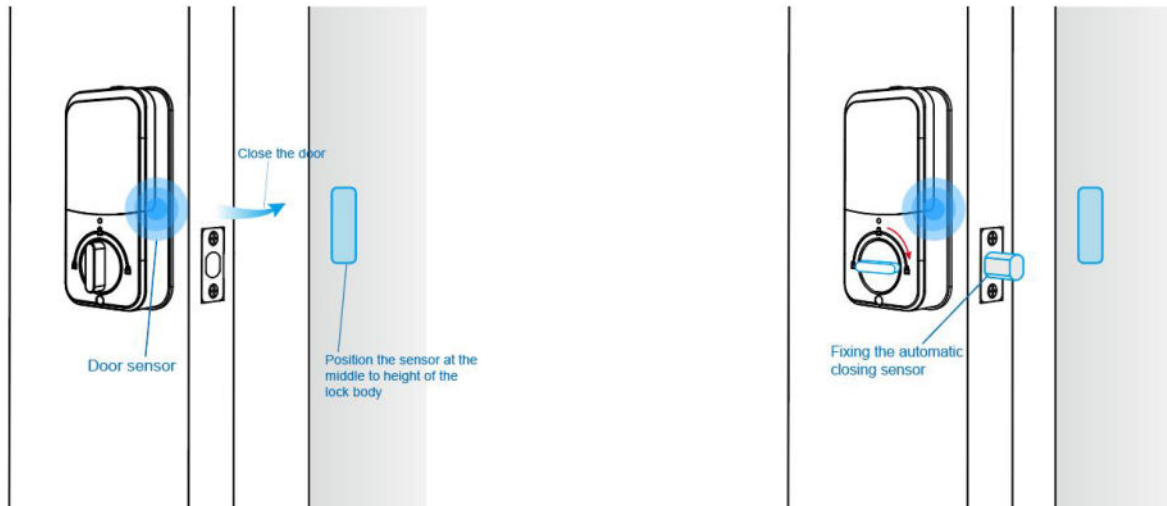 Close the door
Door sensor
Position the sensor at the
middle to height of the
lock body
Fixing the automatic
closing sensor